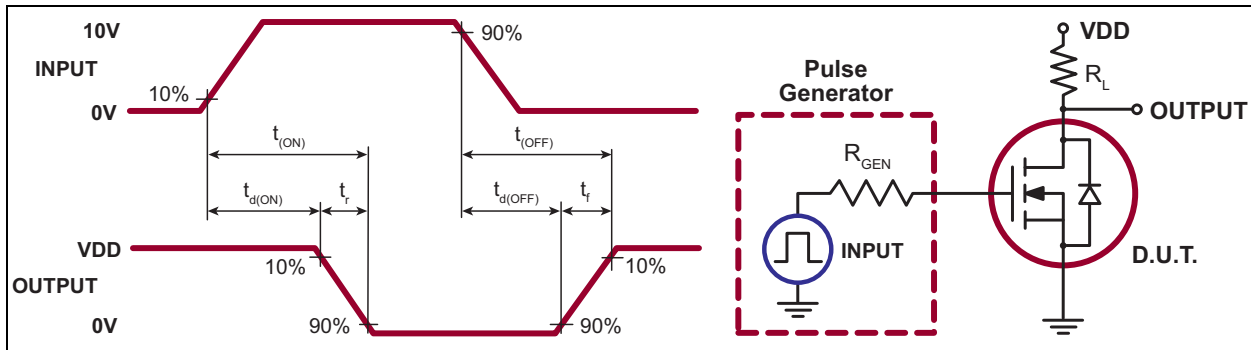 10V
INPUT
10%
0V
90%
t(ON)
t(OFF)
td(ON)
tr
td(OFF)
tf
VDD
10%
10%
OUTPUT
0V
90%
90%
Pulse
Generator
RGEN
INPUT
VDD
RL
OUTPUT
D.U.T.